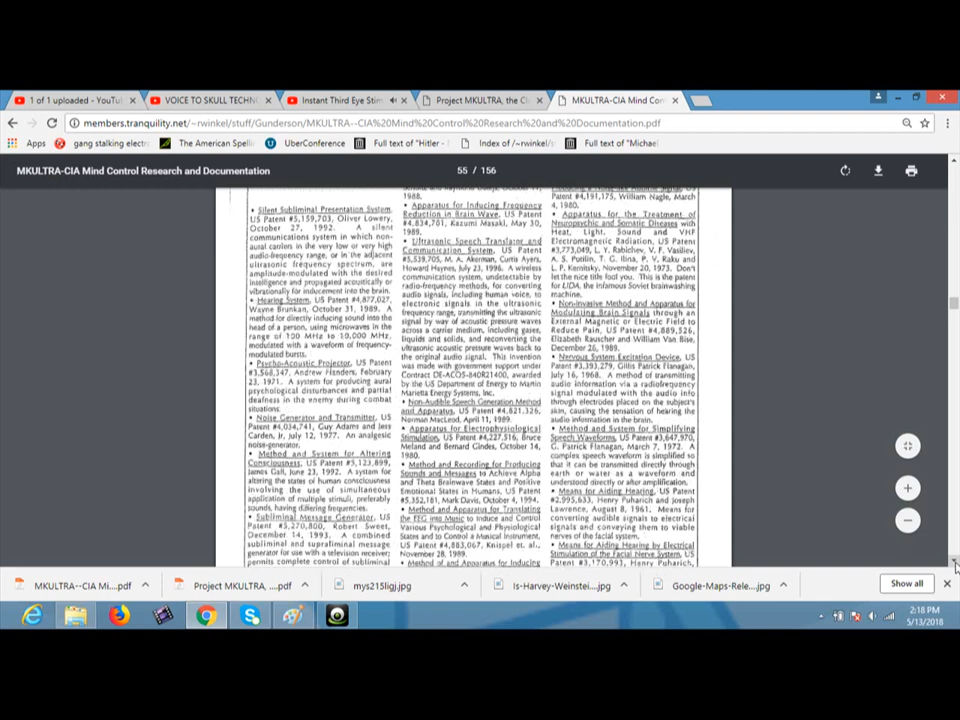 1 of 1 uploaded - YouTu
VOICE TO SKULL TECHN
Instant Third Eye Stim
Project MKULTRA, the C
MKULTRA-CIA Mind Con
members.tranquility.net/~rwinkel/stuff/Gunderson/MKULTRA--CIA%20Mind%20Control%20Research%20and%20Documentation.pdf
Apps
gang stalking electr
The American Spelli
UberConference
Full text of "Hitler -
Index of /~rwinkel/s
Full text of "Michael
MKULTRA-CIA Mind Control Research and Documentation
55 / 156
• Silent Subliminal Presentation System,
US Patent #5,159,703, Oliver Lowery,
October 27, 1992. A silent
communications system in which non-
aural carriers in the very low or very high
audio-frequency range, or in the adjacent
ultrasonic frequency spectrum, are
amplitude-modulated with the desired
intelligence and propagated acoustically or
vibrationally for inducement into the brain.
• Hearing System, US Patent #4,877,027,
Wayne Brunkan, October 31, 1989. A
method for directly inducing sound into the
head of a person, using microwaves in the
range of 100 MHz to 10,000 MHz,
modulated with a waveform of frequency-
modulated bursts.
• Psycho-Acoustic Projector, US Patent
#3,568,347, Andrew Flanders, February
23, 1971. A system for producing aural
psychological disturbances and partial
deafness in the enemy during combat
situations.
• Noise Generator and Transmitter, US
Patent #4,034,741, Guy Adams and Jess
Carden, Jr, July 12, 1977. An analgesic
noise-generator.
• Method and System for Altering
Consciousness, US Patent #5,123,899,
James Gall, June 23, 1992. A system for
altering the states of human consciousness
involving the use of simultaneous
application of multiple stimuli, preferably
sounds, having differing frequencies.
• Subliminal Message Generator, US
Patent #5,270,800, Robert Sweet,
December 14, 1993. A combined
subliminal and supraliminal message
generator for use with a television receiver;
permits complete control of subliminal
1988.
• Apparatus for Inducing Frequency
Reduction in Brain Wave, US Patent
#4,834,701, Kazumi Masaki, May 30,
1989.
• Ultrasonic Speech Translator and
Communication System, US Patent
#5,539,705, M. A. Akerman, Curtis Ayers,
Howard Haynes, July 23, 1996. A wireless
communication system, undetectable by
radio-frequency methods, for converting
audio signals, including human voice, to
electronic signals in the ultrasonic
frequency range, transmitting the ultrasonic
signal by way of acoustic pressure waves
across a carrier medium, including gases,
liquids and solids, and reconverting the
ultrasonic acoustic pressure waves back to
the original audio signal. This invention
was made with government support under
Contract DE-ACO5-840R21400, awarded
by the US Department of Energy to Martin
Marietta Energy Systems, Inc.
• Non-Audible Speech Generation Method
and Apparatus, US Patent #4,821,326,
Norman MacLeod, April 11, 1989.
• Apparatus for Electrophysiological
Stimulation, US Patent #4,227,516, Bruce
Meland and Bernard Gindes, October 14,
1980.
• Method and Recording for Producing
Sounds and Messages to Achieve Alpha
and Theta Brainwave States and Positive
Emotional States in Humans, US Patent
#5,352,181, Mark Davis, October 4, 1994.
• Method and Apparatus for Translating
the EEG into Music to Induce and Control
Various Psychological and Physiological
States and to Control a Musical Instrument,
US Patent #4,883,067, Knispel et. al.,
November 28, 1989.
• Method of and Apparatus for Inducing
Patent #4,191,175, William Nagle, March
4, 1980.
• Apparatus for the Treatment of
Neuropsychic and Somatic Diseases with
Heat, Light, Sound and VHF
Electromagnetic Radiation, US Patent
#3,773,049, L. Y. Rabichev, V. F. Vasiliev,
A. S. Putilin, T. G. Ilina, P. V. Raku and
L. P. Kemitsky, November 20, 1973. Don't
let the nice title fool you. This is the patent
for LIDA, the infamous Soviet brainwashing
machine.
• Non-Invasive Method and Apparatus for
Modulating Brain Signals through an
External Magnetic or Electric Field to
Reduce Pain, US Patent #4,889,526,
Elizabeth Rauscher and William Van Bise,
December 26, 1989.
• Nervous System Excitation Device, US
Patent #3,393,279, Gillis Patrick Flanagan,
July 16, 1968. A method of transmitting
audio information via a radiofrequency
signal modulated with the audio info
through electrodes placed on the subject's
skin, causing the sensation of hearing the
audio information in the brain.
• Method and System for Simplifying
Speech Waveforms, US Patent #3,647,970,
G. Patrick Flanagan, March 7, 1972. A
complex speech waveform is simplified so
that it can be transmitted directly through
earth or water as a waveform and
understood directly or after amplification.
• Means for Aiding Hearing, US Patent
#2,995,633, Henry Puharich and Joseph
Lawrence, August 8, 1961. Means for
converting audible signals to electrical
signals and conveying them to viable
nerves of the facial system.
• Means for Aiding Hearing by Electrical
Stimulation of the Facial Nerve System, US
Patent #3,170,993, Henry Puharich,
MKULTRA--CIA Mi....pdf
Project MKULTRA, ....pdf
mys215ligj.jpg
Is-Harvey-Weinstei....jpg
Google-Maps-Rele....jpg
Show all
2:18 PM
5/13/2018